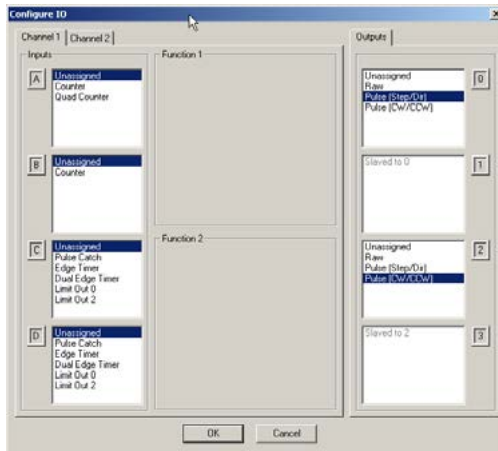 Configure IO
Channel 1
Channel 2
Outputs
Inputs
A
Unassigned
Counter
Quad Counter
B
Unassigned
Counter
C
Unassigned
Pulse Catch
Edge Timer
Dual Edge Timer
Limit Out 0
Limit Out 2
D
Unassigned
Pulse Catch
Edge Timer
Dual Edge Timer
Limit Out 0
Limit Out 2
Function 1
Function 2
Unassigned
Raw
Pulse (Step/Dir)
Pulse (CW/CCW)
0
Slaved to 0
1
Unassigned
Raw
Pulse (Step/Dir)
Pulse (CW/CCW)
2
Slaved to 2
3
OK
Cancel